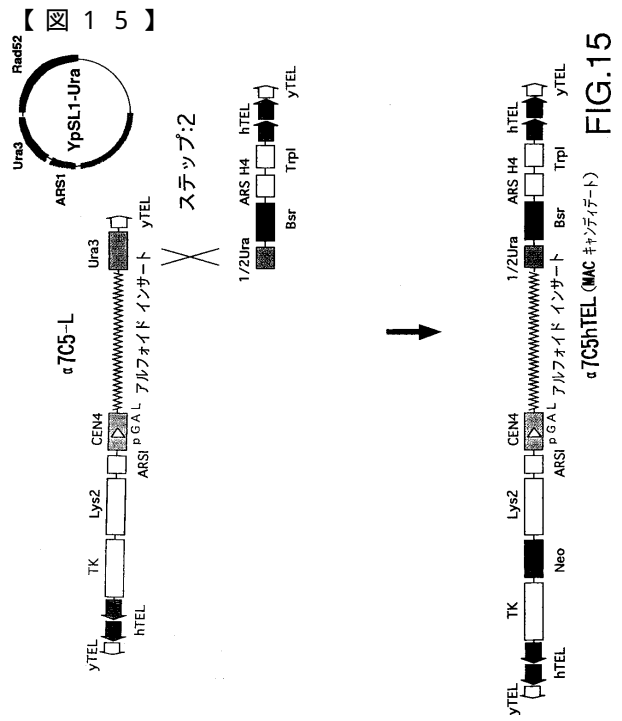 【図15】
Rad52
YpSL1-Ura
Ura3
ARS1
ステップ:2
α7C5-L
yTEL
hTEL
TK
Lys2
ARSI
CEN4
pGAL
アルフォイド インサート
Ura3
yTEL
1/2Ura
Bsr
ARS H4
TrpI
hTEL
yTEL
yTEL
hTEL
TK
Neo
Lys2
ARSI
CEN4
pGAL
アルフォイド インサート
1/2Ura
Bsr
ARS H4
TrpI
hTEL
yTEL
α7C5hTEL (MAC キャンディデート)
FIG.15